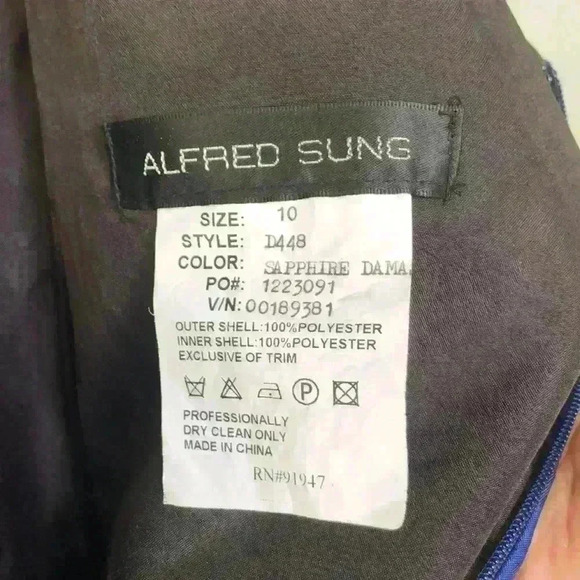 ALFRED SUNG
SIZE: 10
STYLE: D448
COLOR: SAPPHIRE DAMA
PO#: 1223091
V/N: 00189381
OUTER SHELL:100%POLYESTER
INNER SHELL:100%POLYESTER
EXCLUSIVE OF TRIM
P
PROFESSIONALLY
DRY CLEAN ONLY
MADE IN CHINA
RN#91947